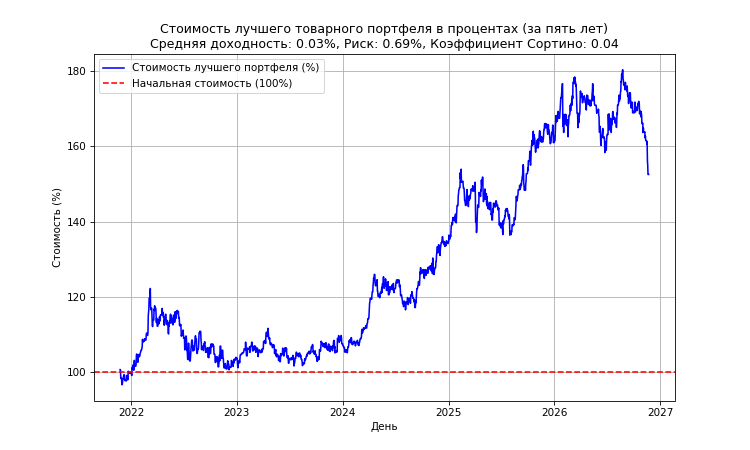 Стоимость лучшего товарного портфеля в процентах (за пять лет)
Средняя доходность: 0.03%, Риск: 0.69%, Коэффициент Сортино: 0.04
Стоимость лучшего портфеля (%)
Начальная стоимость (100%)
Стоимость (%)
180
160
140
120
100
2022 2023 2024 2025 2026 2027
День